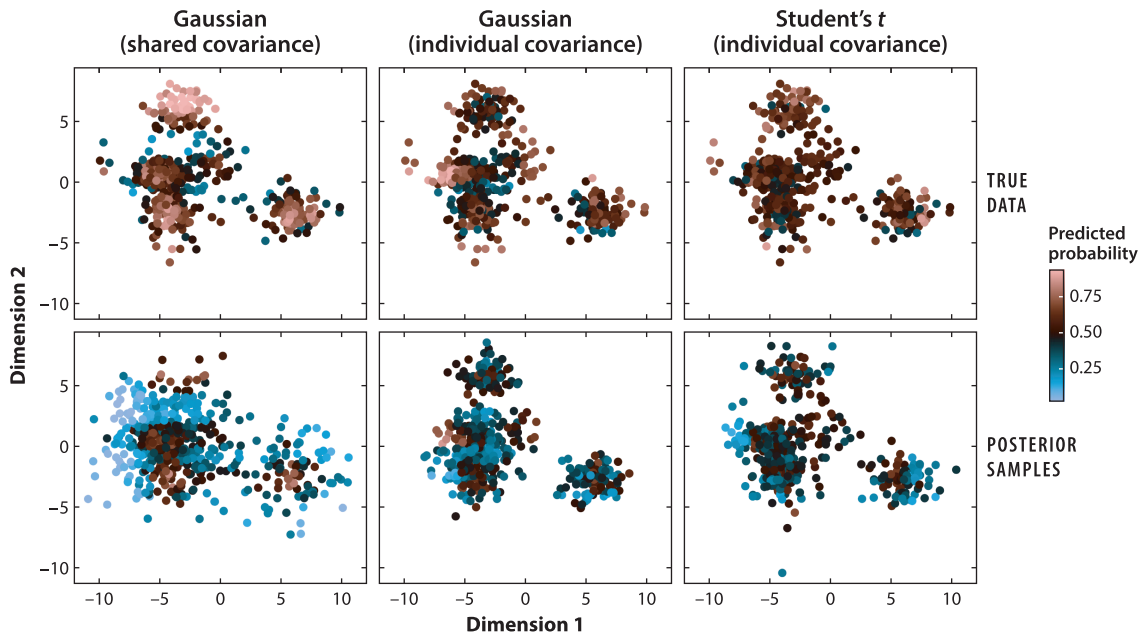 Gaussian
(shared covariance)
Gaussian
(individual covariance)
Student's t
(individual covariance)
5
0
−5
−10
TRUE
DATA
Predicted
probability
0.75
0.50
0.25
Dimension 2
5
0
−5
−10
POSTERIOR
SAMPLES
−10 −5 0 5 10
−10 −5 0 5 10
−10 −5 0 5 10
Dimension 1